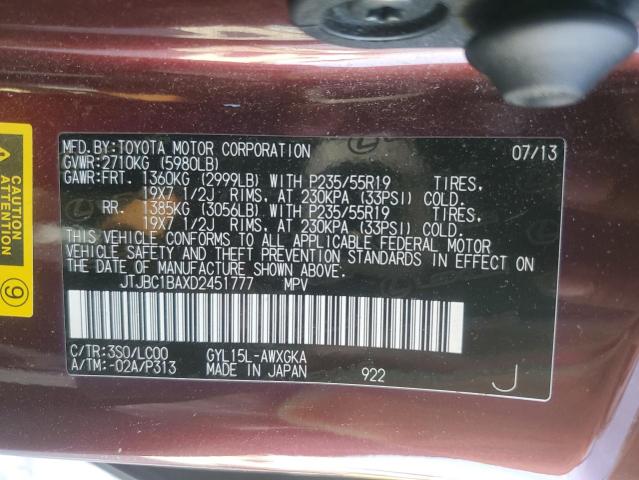 MFD.BY:TOYOTA MOTOR CORPORATION 07/13
GVWR:2710KG (5980LB)
GAWR:FRT. 1360KG (2999LB) WITH P235/55R19 TIRES,
19X7 1/2J RIMS, AT 230KPA (33PSI) COLD.
RR. 1385KG (3056LB) WITH P235/55R19 TIRES,
19X7 1/2J RIMS, AT 230KPA (33PSI) COLD.
THIS VEHICLE CONFORMS TO ALL APPLICABLE FEDERAL MOTOR
VEHICLE SAFETY AND THEFT PREVENTION STANDARDS IN EFFECT ON
THE DATE OF MANUFACTURE SHOWN ABOVE.
JTJBC1BAXD2451777 MPV
C/TR:3S0/LC00 GYL15L-AWXGKA
A/TM:-02A/P313 MADE IN JAPAN 922 J
CAUTION
9